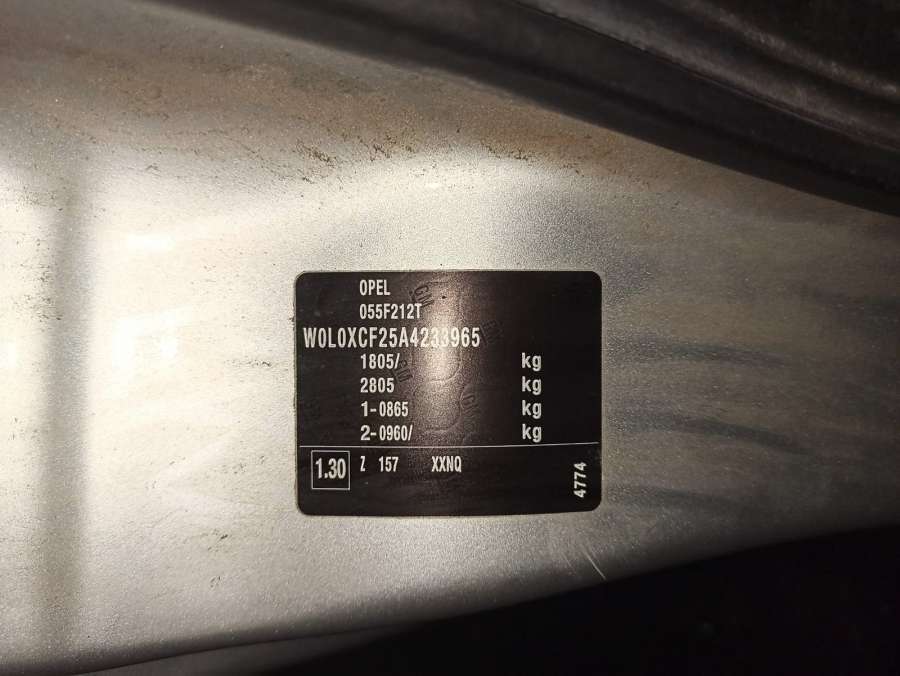 OPEL
055F212T
W0L0XCF25A4233965
1805/ kg
2805 kg
1-0865 kg
2-0960/ kg
1.30 Z 157 XXNQ
4774